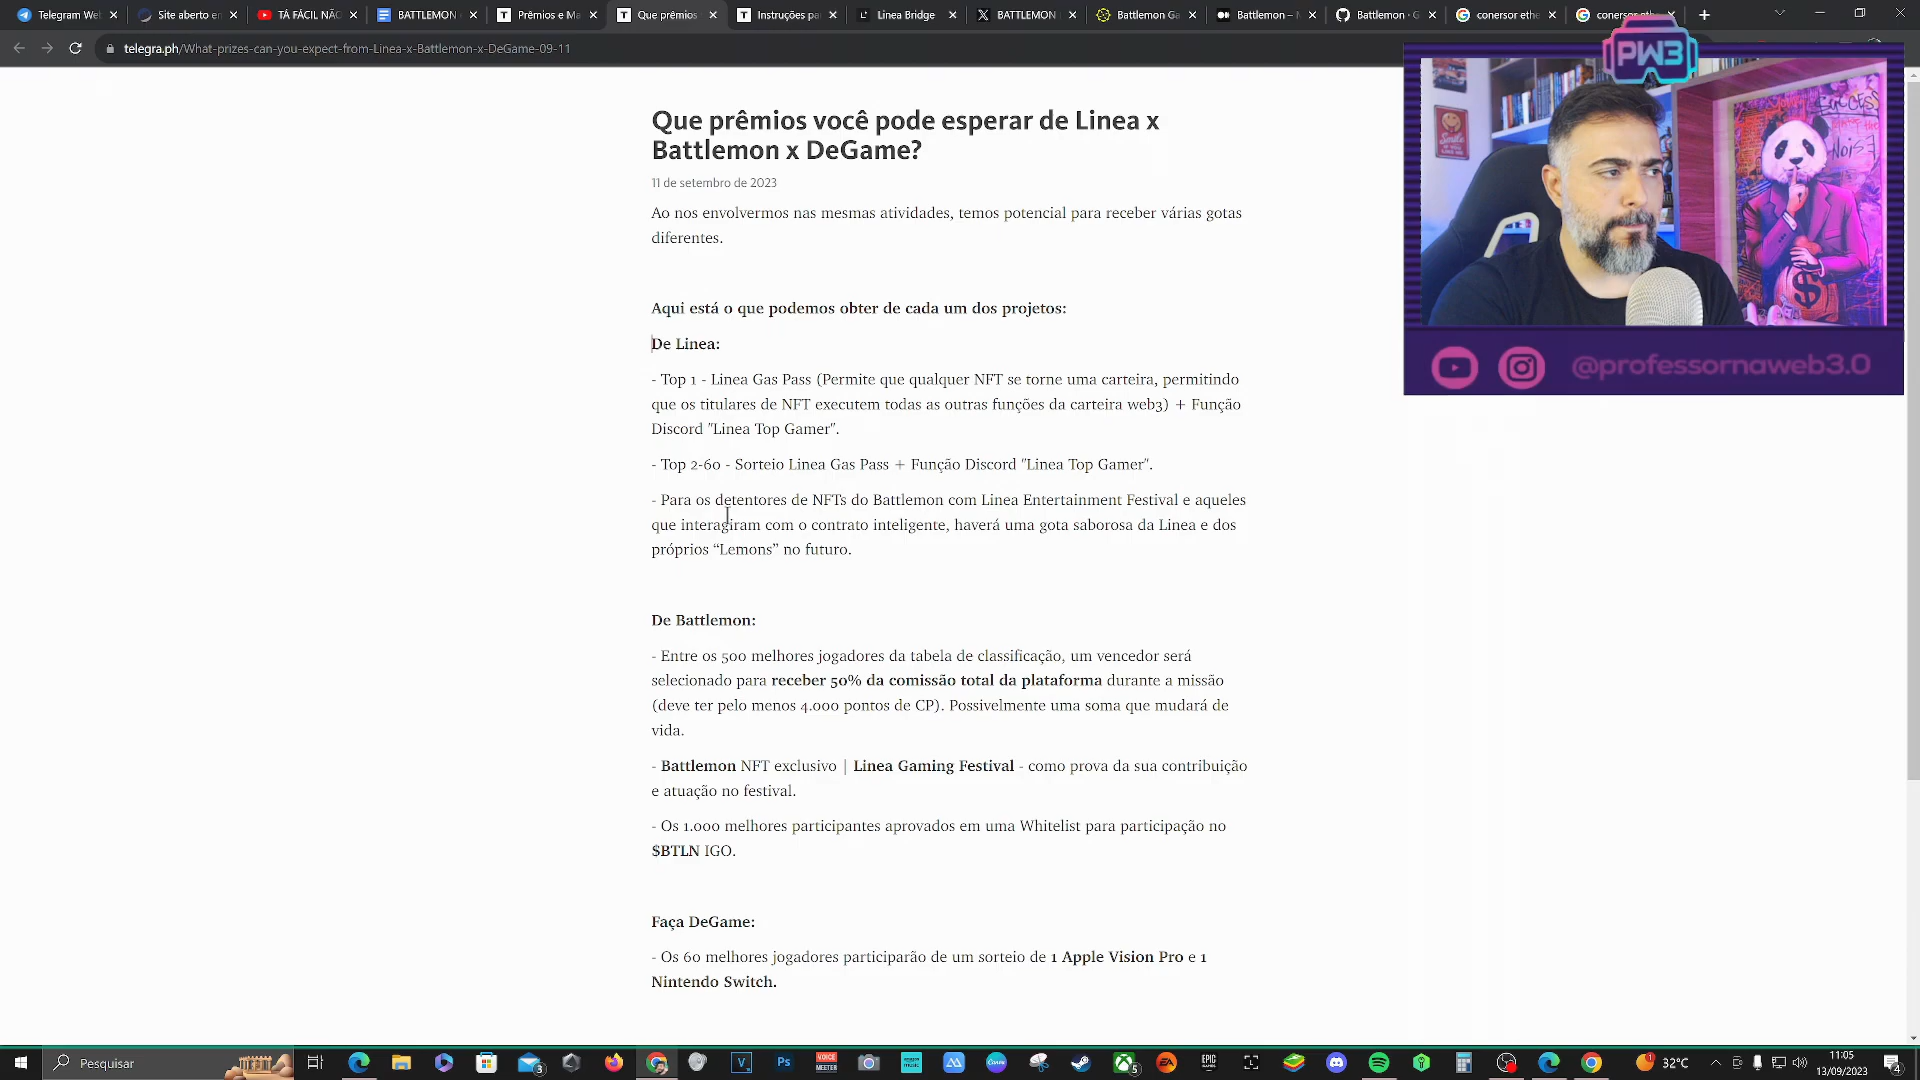 Telegram Web
Site aberto em
TÁ FÁCIL NÃO
BATTLEMON
Prêmios e Ma
Que prêmios
Instruções pa
Linea Bridge
BATTLEMON
Battlemon Ga
Battlemon –
Battlemon · G
conersor ethe
telegra.ph/What-prizes-can-you-expect-from-Linea-x-Battlemon-x-DeGame-09-11
PW3
Que prêmios você pode esperar de Linea x
Battlemon x DeGame?
11 de setembro de 2023
Ao nos envolvermos nas mesmas atividades, temos potencial para receber várias gotas
diferentes.
Aqui está o que podemos obter de cada um dos projetos:
De Linea:
- Top 1 - Linea Gas Pass (Permite que qualquer NFT se torne uma carteira, permitindo
que os titulares de NFT executem todas as outras funções da carteira web3) + Função
Discord "Linea Top Gamer".
- Top 2-60 - Sorteio Linea Gas Pass + Função Discord "Linea Top Gamer".
- Para os detentores de NFTs do Battlemon com Linea Entertainment Festival e aqueles
que interagiram com o contrato inteligente, haverá uma gota saborosa da Linea e dos
próprios “Lemons” no futuro.
De Battlemon:
- Entre os 500 melhores jogadores da tabela de classificação, um vencedor será
selecionado para receber 50% da comissão total da plataforma durante a missão
(deve ter pelo menos 4.000 pontos de CP). Possivelmente uma soma que mudará de
vida.
- Battlemon NFT exclusivo | Linea Gaming Festival - como prova da sua contribuição
e atuação no festival.
- Os 1.000 melhores participantes aprovados em uma Whitelist para participação no
$BTLN IGO.
Faça DeGame:
- Os 60 melhores jogadores participarão de um sorteio de 1 Apple Vision Pro e 1
Nintendo Switch.
NOISE
@professornaweb3.0
Pesquisar
32°C
11:05
13/09/2023